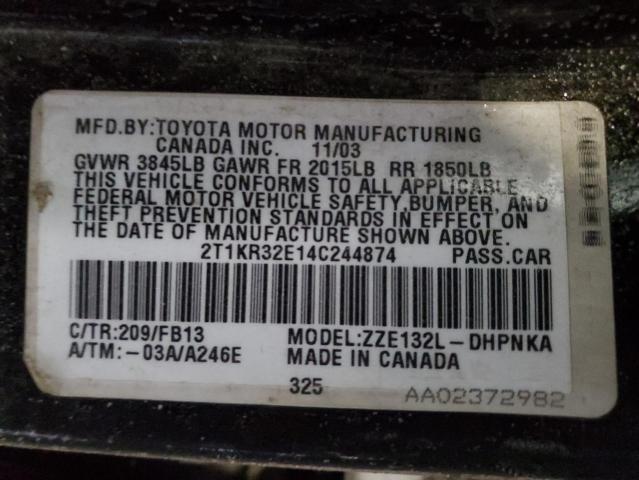 MFD.BY:TOYOTA MOTOR MANUFACTURING
CANADA INC. 11/03
GVWR 3845LB GAWR FR 2015LB RR 1850LB
THIS VEHICLE CONFORMS TO ALL APPLICABLE
FEDERAL MOTOR VEHICLE SAFETY,BUMPER, AND
THEFT PREVENTION STANDARDS IN EFFECT ON
THE DATE OF MANUFACTURE SHOWN ABOVE.
2T1KR32E14C244874 PASS.CAR
C/TR:209/FB13 MODEL:ZZE132L-DHPNKA
A/TM:-03A/A246E MADE IN CANADA
325 AA02372982